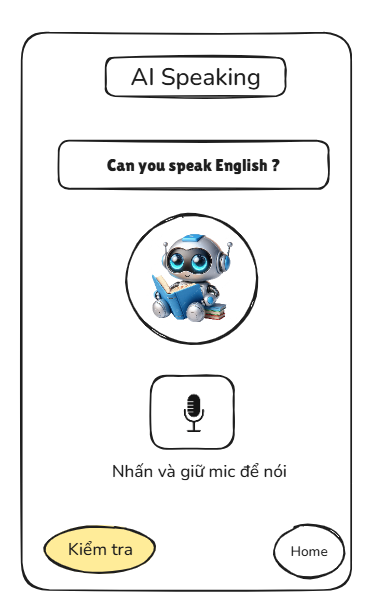 AI Speaking
Can you speak English ?
Nhấn và giữ mic để nói
Kiểm tra
Home